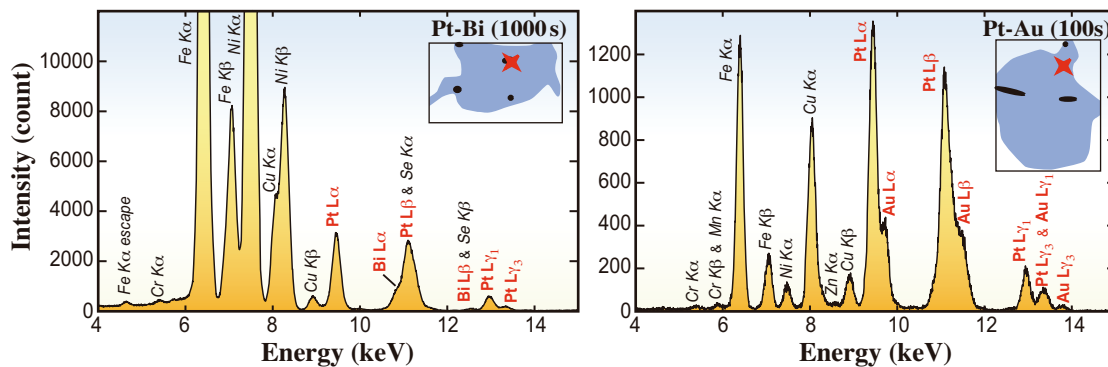 Pt-Bi (1000 s)
Intensity (count)
10000
8000
6000
4000
2000
0
4
6
8
10
12
14
Energy (keV)
Fe Kα escape
Cr Kα
Fe Kα
Fe Kβ
Ni Kα
Cu Kα
Ni Kβ
Cu Kβ
Pt Lα
Bi Lα
Pt Lβ & Se Kα
Bi Lβ & Se Kβ
Pt Lγ₁
Pt Lγ₃
Pt-Au (100s)
1200
1000
800
600
400
200
0
4
6
8
10
12
14
Energy (keV)
Cr Kα
Cr Kβ & Mn Kα
Fe Kα
Fe Kβ
Ni Kα
Cu Kα
Zn Kα
Cu Kβ
Pt Lα
Au Lα
Pt Lβ
Au Lβ
Pt Lγ₁
Pt Lγ₃ & Au Lγ₁
Au Lγ₃